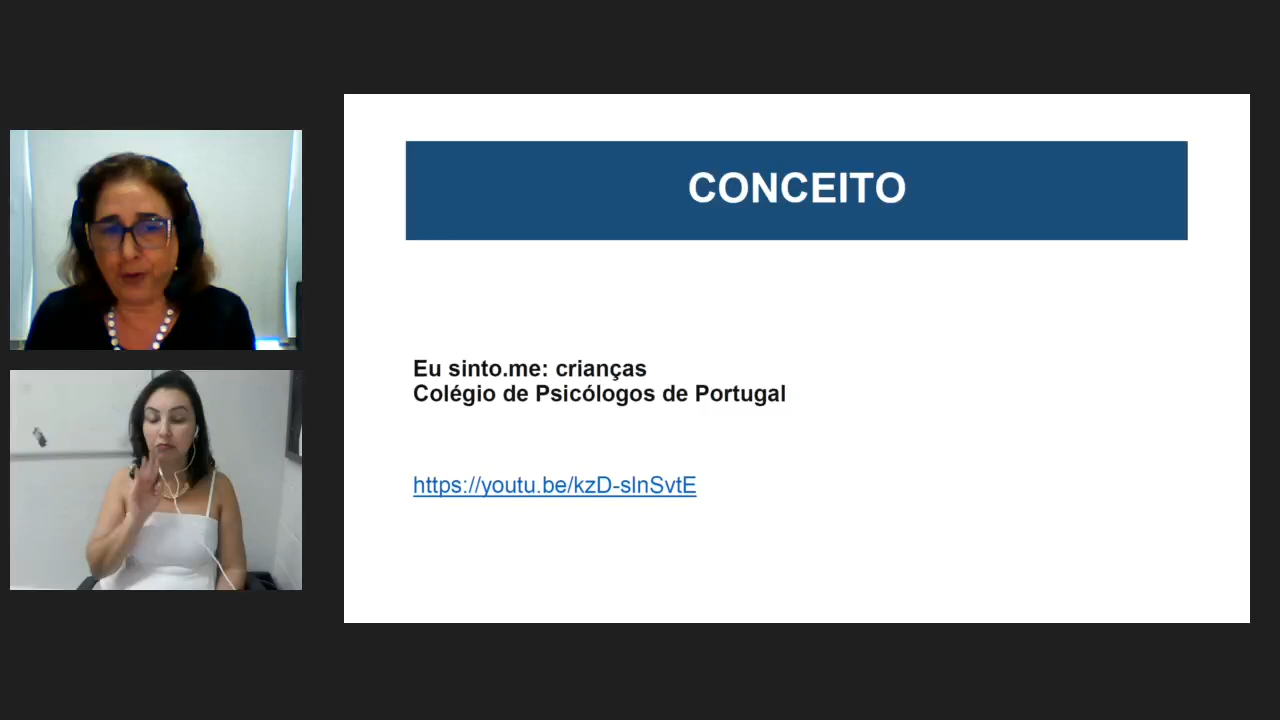 CONCEITO
Eu sinto.me: crianças
Colégio de Psicólogos de Portugal
https://youtu.be/kzD-slnSvtE